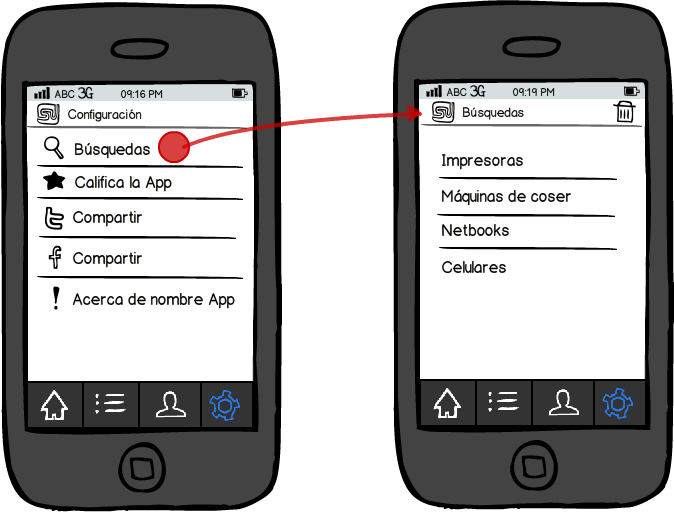 ABC 3G 09:16 PM
Configuración
Búsquedas
Califica la App
Compartir
Compartir
Acerca de nombre App
ABC 3G 09:19 PM
Búsquedas
Impresoras
Máquinas de coser
Netbooks
Celulares